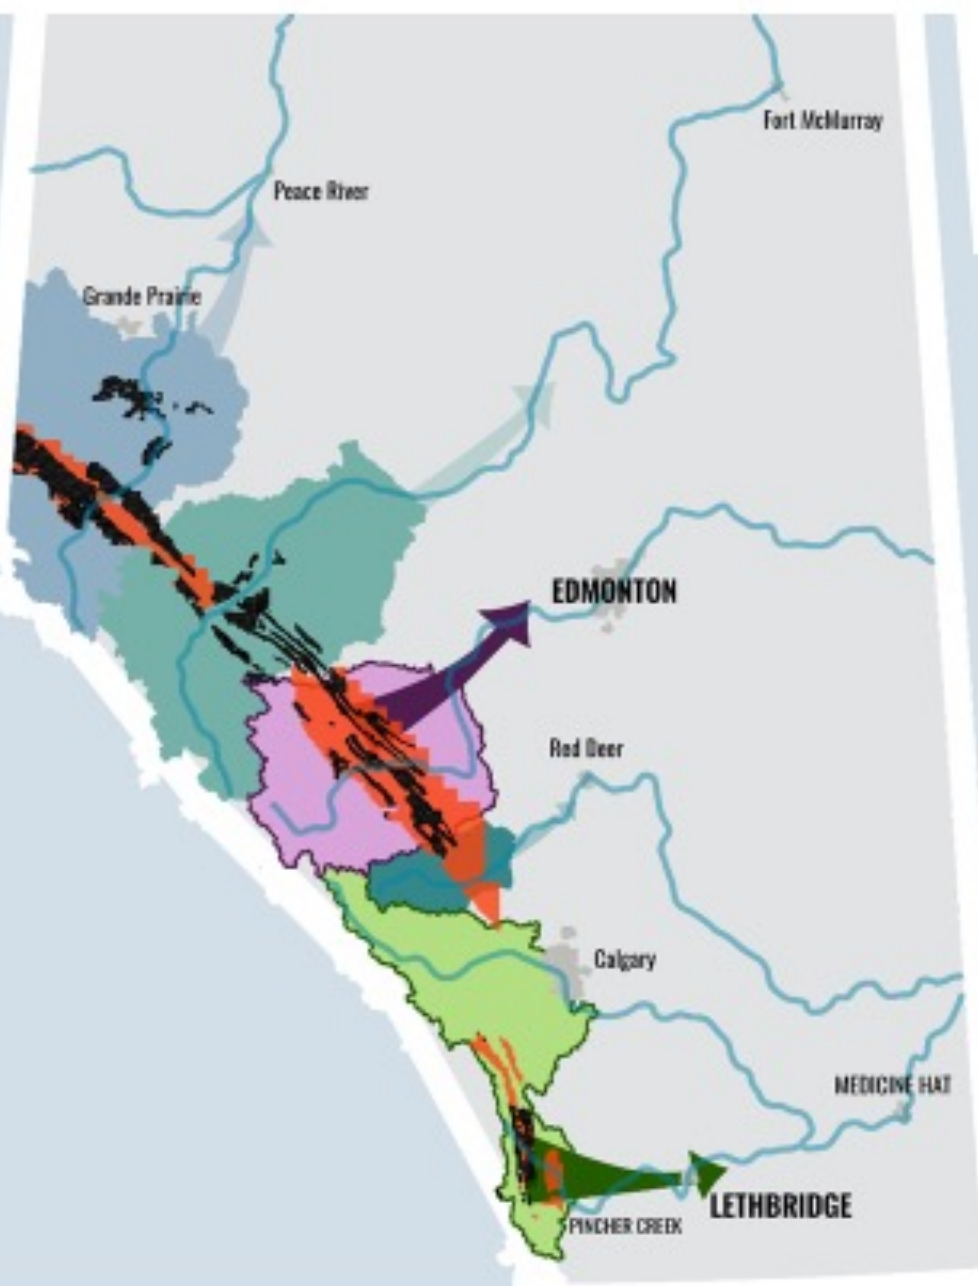 Fort McMurray
Peace River
Grande Prairie
EDMONTON
Red Deer
Calgary
MEDICINE HAT
LETHBRIDGE
PINCHER CREEK